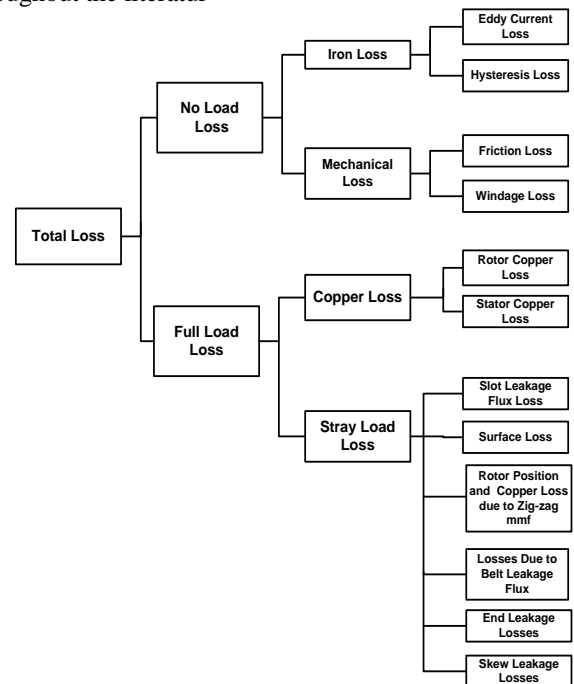 Eddy Current
Loss
Iron Loss
Hysteresis Loss
No Load
Loss
Friction Loss
Mechanical
Loss
Windage Loss
Total Loss
Rotor Copper
Loss
Copper Loss
Stator Copper
Loss
Full Load
Loss
Slot Leakage
Flux Loss
Stray Load
Loss
Surface Loss
Rotor Position
and Copper Loss
due to Zig-zag
mmf
Losses Due to
Belt Leakage
Flux
End Leakage
Losses
Skew Leakage
Losses